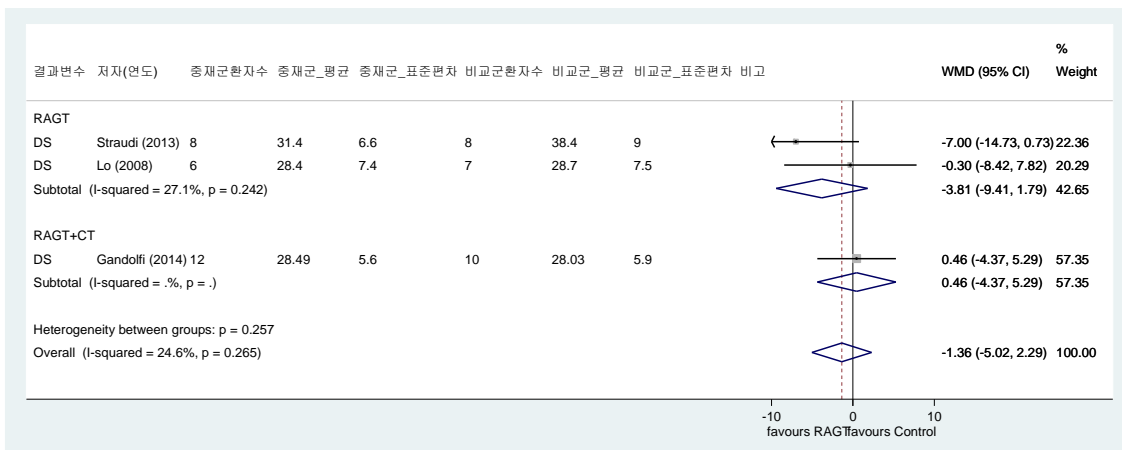 %
결과변수 저자(연도) 중재군환자수 중재군_평균 중재군_표준편차 비교군환자수 비교군_평균 비교군_표준편차 비고 WMD (95% CI) Weight
RAGT
DS Straudi (2013) 8 31.4 6.6 8 38.4 9 -7.00 (-14.73, 0.73) 22.36
DS Lo (2008) 6 28.4 7.4 7 28.7 7.5 -0.30 (-8.42, 7.82) 20.29
Subtotal (I-squared = 27.1%, p = 0.242) -3.81 (-9.41, 1.79) 42.65
RAGT+CT
DS Gandolfi (2014) 12 28.49 5.6 10 28.03 5.9 0.46 (-4.37, 5.29) 57.35
Subtotal (I-squared = .%, p = .) 0.46 (-4.37, 5.29) 57.35
Heterogeneity between groups: p = 0.257
Overall (I-squared = 24.6%, p = 0.265) -1.36 (-5.02, 2.29) 100.00
-10 0 10
favours RAGT favours Control